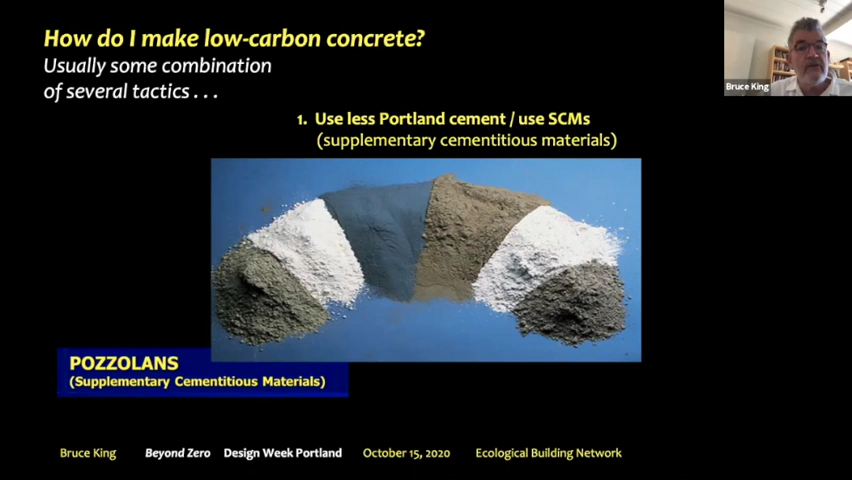 How do I make low-carbon concrete?
Usually some combination
of several tactics . . .
Bruce King
1. Use less Portland cement / use SCMs
(supplementary cementitious materials)
POZZOLANS
(Supplementary Cementitious Materials)
Bruce King Beyond Zero Design Week Portland October 15, 2020 Ecological Building Network